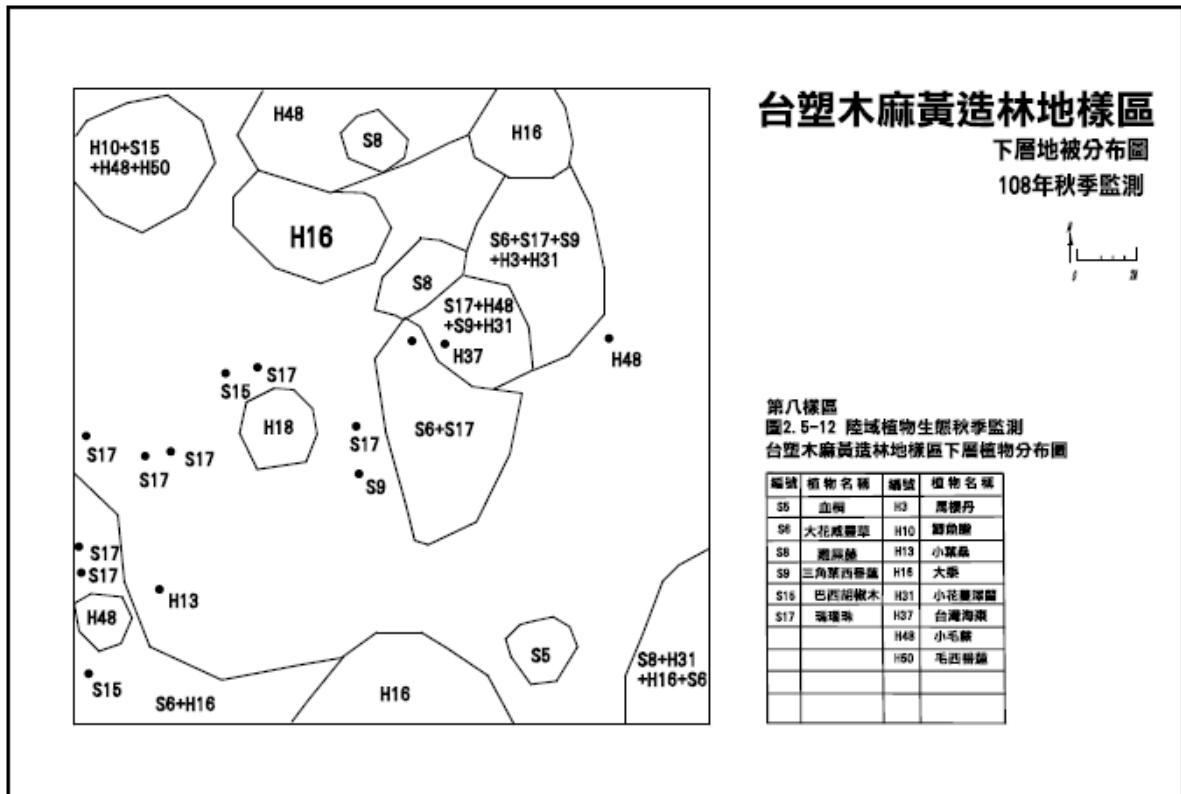 台塑木麻黃造林地樣區
下層地被分布圖
108年秋季監測
H48
S8
H16
H10+S15
+H48+H50
H16
S6+S17+S9
+H3+H31
S8
S17+H48
+S9+H31
H37
H48
S17
S15
H18
S17
S6+S17
S17
S17
S17
S9
S17
S17
H13
H48
S5
S15
S6+H16
H16
S8+H31
+H16+S6
0
第八樣區
圖2.5-12 陸域植物生態秋季監測
台塑木麻黃造林地樣區下層植物分布圖
編號 植物名稱 編號 植物名稱
S5 血桐 H3 馬櫻丹
S6 大花咸豐草 H10 鯽魚膽
S8 雞屎藤 H13 小葉桑
S9 三角葉西番蓮 H16 大黍
S15 巴西胡椒木 H31 小花蔓澤蘭
S17 瑪瑙珠 H37 台灣海棗
H48 小毛蕨
H50 毛西番蓮